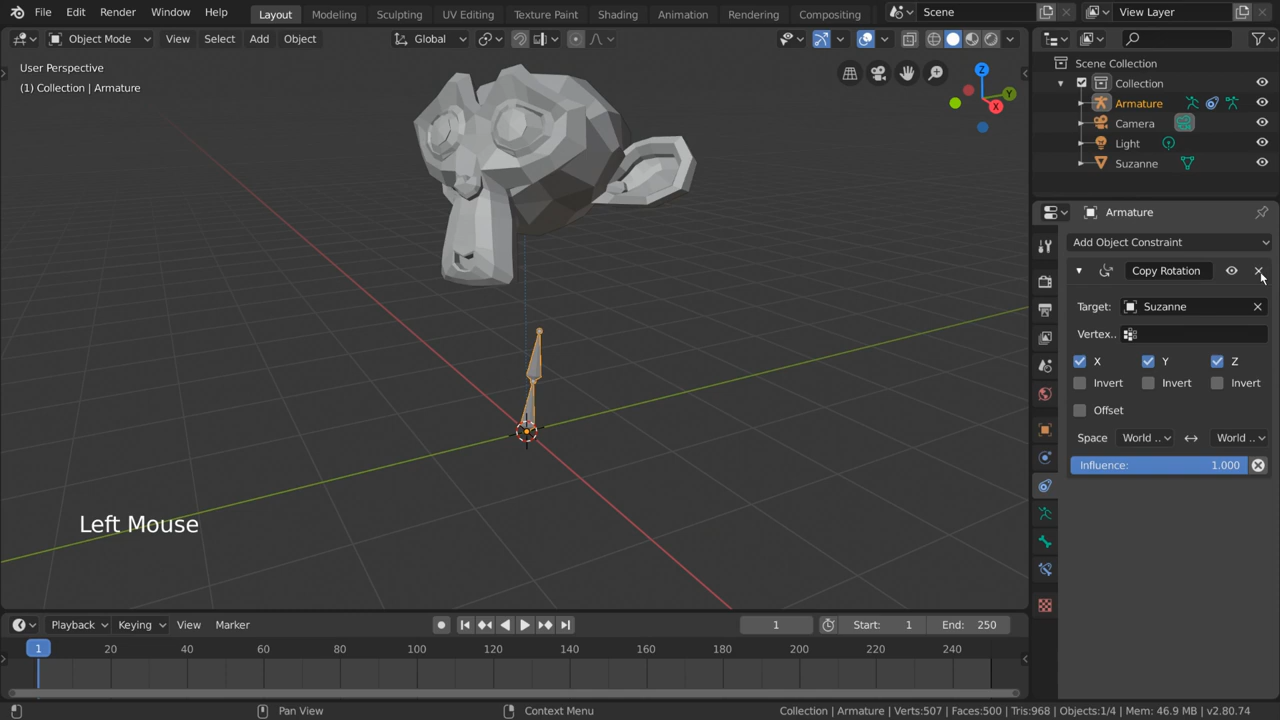 File Edit Render Window Help Layout Modeling Sculpting UV Editing Texture Paint Shading Animation Rendering Compositing Scene View Layer
Object Mode View Select Add Object Global
User Perspective
(1) Collection | Armature
Z
Y
X
Scene Collection
Collection
Armature
Camera
Light
Suzanne
Armature
Add Object Constraint
Copy Rotation
Target: Suzanne
Vertex..
X Y Z
Invert Invert Invert
Offset
Space World .. World ..
Influence: 1.000
Left Mouse
Playback Keying View Marker 1 Start: 1 End: 250
1 20 40 60 80 100 120 140 160 180 200 220 240
Pan View Context Menu Collection | Armature | Verts:507 | Faces:500 | Tris:968 | Objects:1/4 | Mem: 46.9 MB | v2.80.74